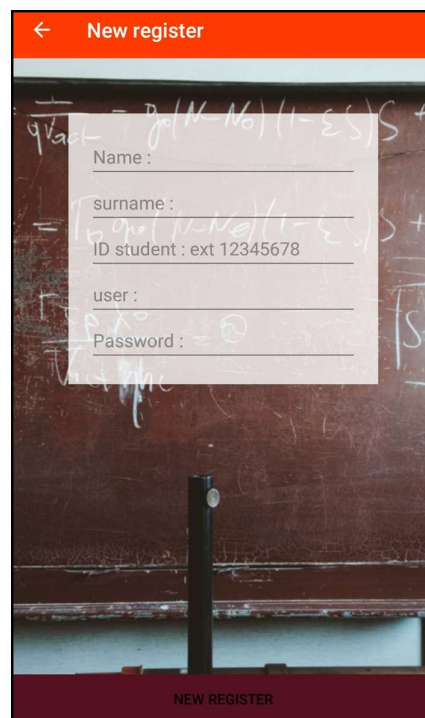 New register
Name :
surname :
ID student : ext 12345678
user :
Password :
NEW REGISTER